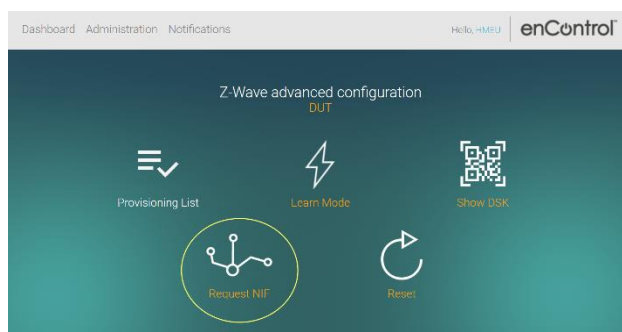 Dashboard Administration Notifications
Hello, HMEU
enControl
Z-Wave advanced configuration
DUT
Provisioning List
Learn Mode
Show DSK
Request NIF
Reset